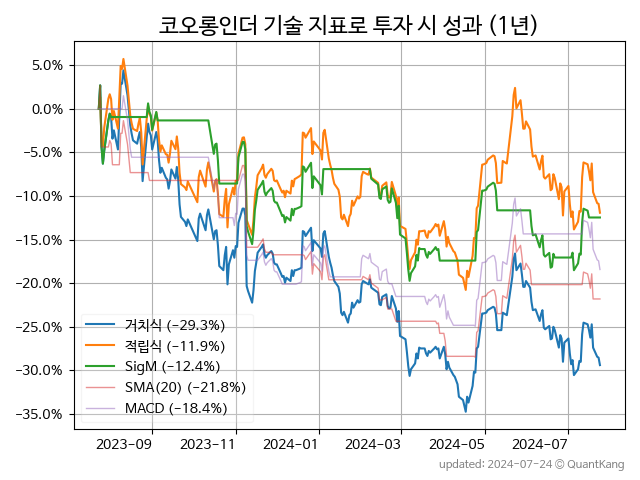 코오롱인더 기술 지표로 투자 시 성과 (1년)
5.0%
0.0%
−5.0%
−10.0%
−15.0%
−20.0%
−25.0%
−30.0%
−35.0%
거치식 (−29.3%)
적립식 (−11.9%)
SigM (−12.4%)
SMA(20) (−21.8%)
MACD (−18.4%)
2023−09 2023−11 2024−01 2024−03 2024−05 2024−07
updated: 2024-07-24 © QuantKang